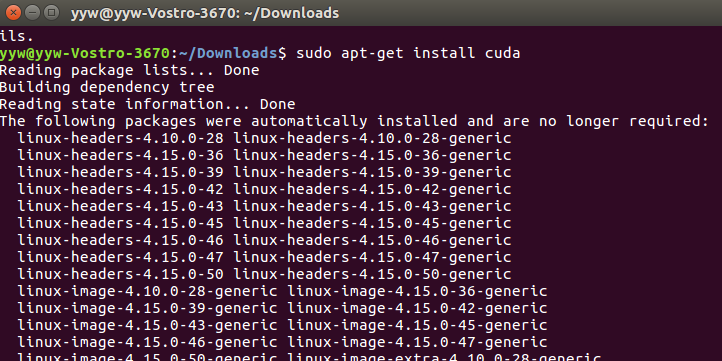 yyw@yyw-Vostro-3670: ~/Downloads
ils.
yyw@yyw-Vostro-3670:~/Downloads$ sudo apt-get install cuda
Reading package lists... Done
Building dependency tree
Reading state information... Done
The following packages were automatically installed and are no longer required:
  linux-headers-4.10.0-28 linux-headers-4.10.0-28-generic
  linux-headers-4.15.0-36 linux-headers-4.15.0-36-generic
  linux-headers-4.15.0-39 linux-headers-4.15.0-39-generic
  linux-headers-4.15.0-42 linux-headers-4.15.0-42-generic
  linux-headers-4.15.0-43 linux-headers-4.15.0-43-generic
  linux-headers-4.15.0-45 linux-headers-4.15.0-45-generic
  linux-headers-4.15.0-46 linux-headers-4.15.0-46-generic
  linux-headers-4.15.0-47 linux-headers-4.15.0-47-generic
  linux-headers-4.15.0-50 linux-headers-4.15.0-50-generic
  linux-image-4.10.0-28-generic linux-image-4.15.0-36-generic
  linux-image-4.15.0-39-generic linux-image-4.15.0-42-generic
  linux-image-4.15.0-43-generic linux-image-4.15.0-45-generic
  linux-image-4.15.0-46-generic linux-image-4.15.0-47-generic
  linux-image-4.15.0-50-generic linux-image-extra-4.10.0-28-generic